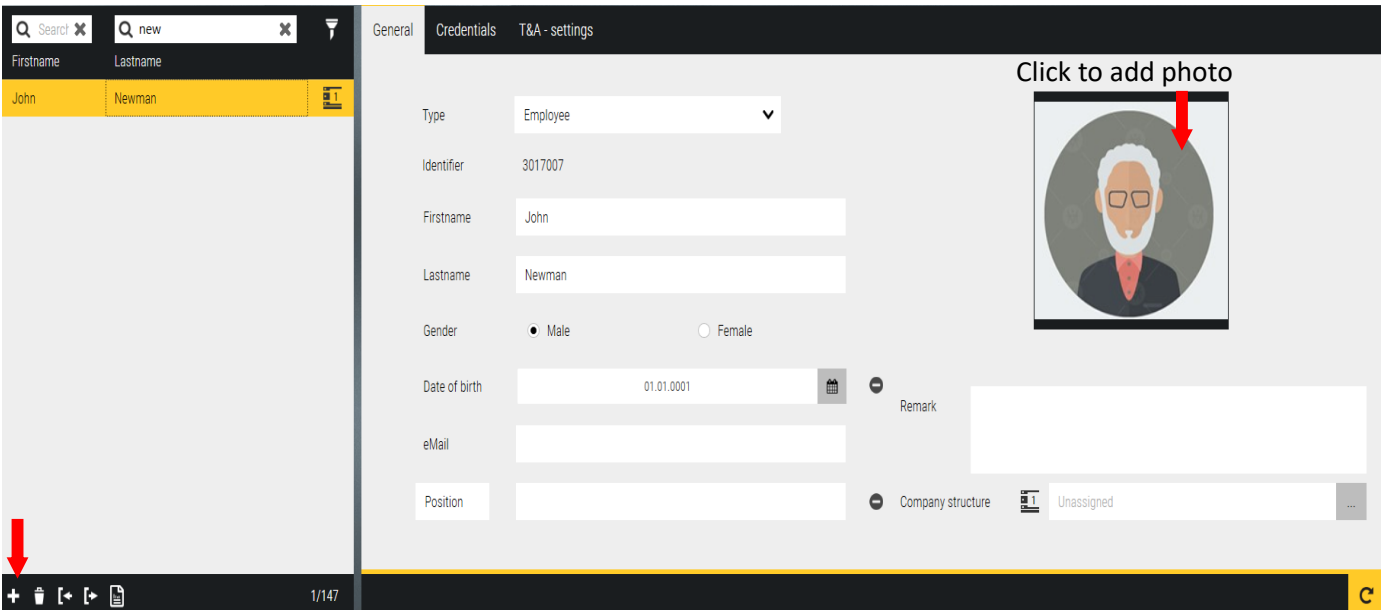 Search
new
Firstname Lastname
John Newman 1
1/147
General Credentials T&A - settings
Click to add photo
Type Employee
Identifier 3017007
Firstname John
Lastname Newman
Gender Male Female
Date of birth 01.01.0001
Remark
eMail
Position
Company structure 1 Unassigned ...